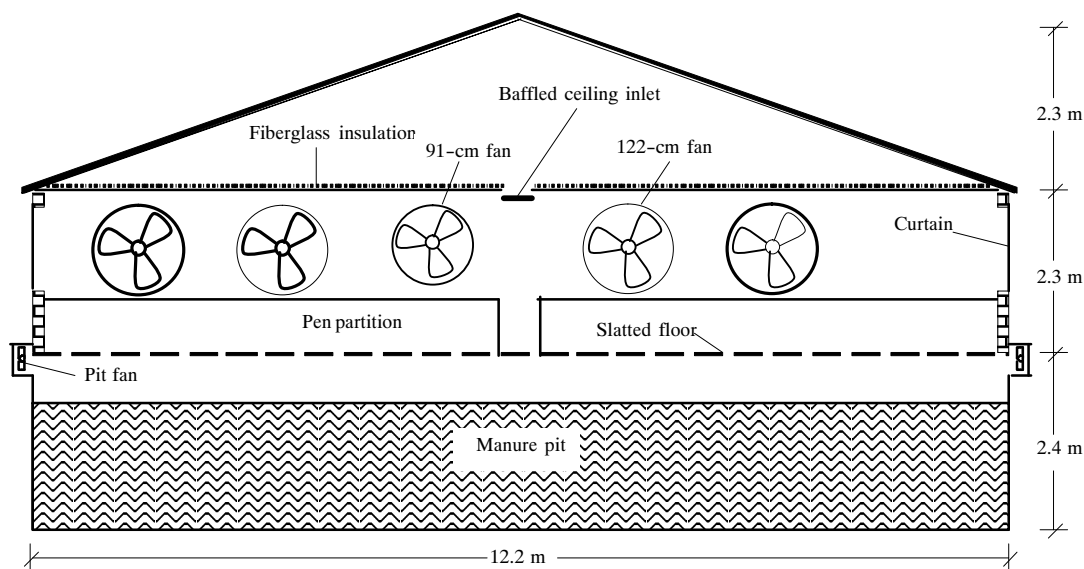 Baffled ceiling inlet
2.3 m
Fiberglass insulation
91-cm fan
122-cm fan
Curtain
2.3 m
Pen partition
Slatted floor
Pit fan
Manure pit
2.4 m
12.2 m